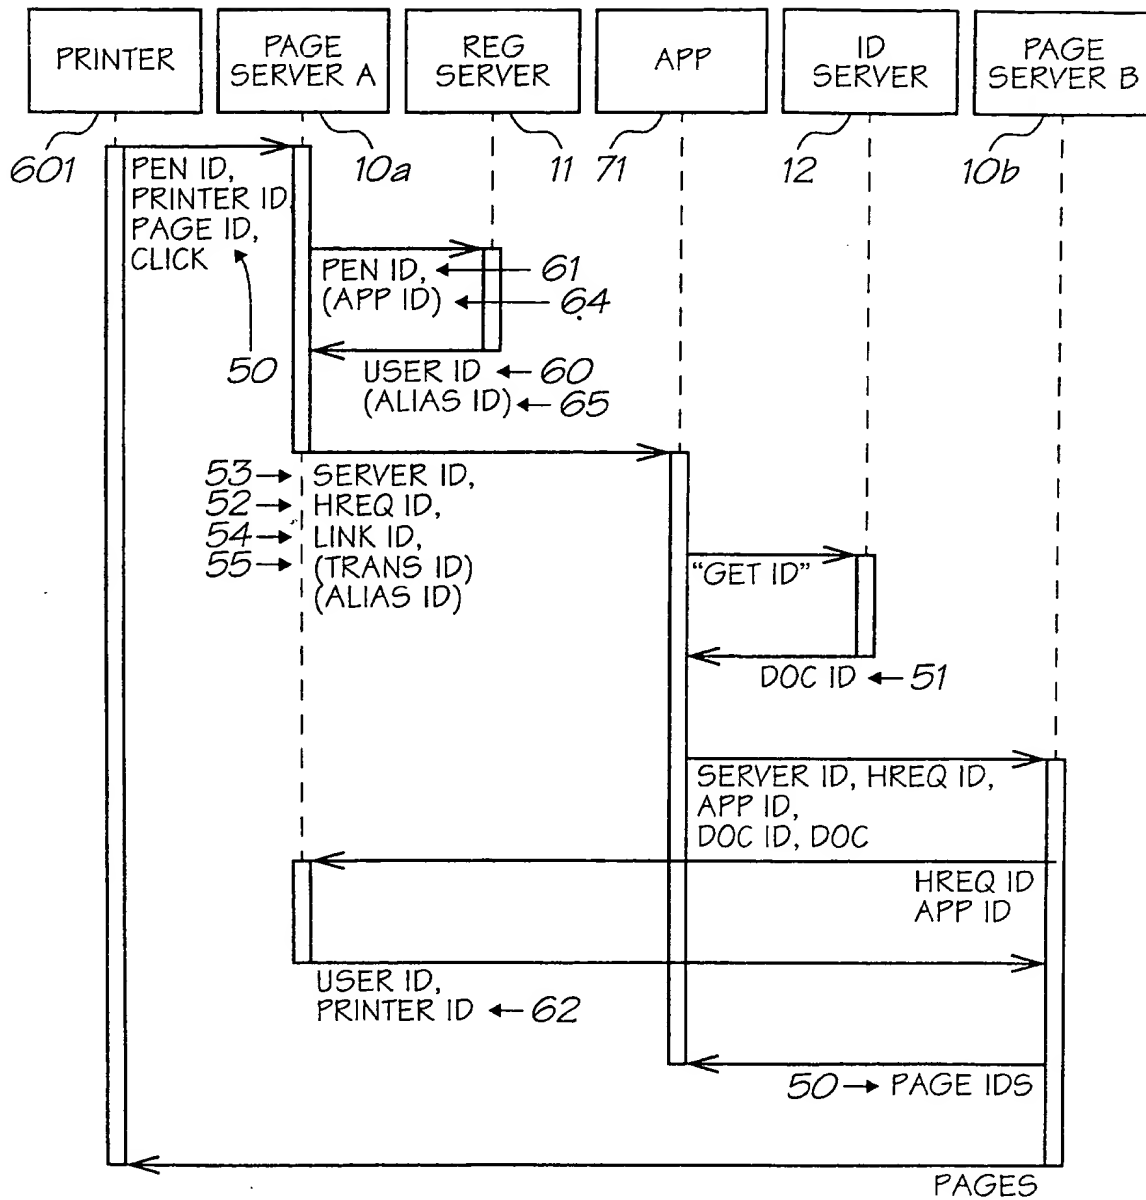 PRINTER
PAGE
SERVER A
REG
SERVER
APP
ID
SERVER
PAGE
SERVER B
601
10a
11
71
12
10b
PEN ID,
PRINTER ID
PAGE ID,
CLICK
50
PEN ID, 61
(APP ID) 64
USER ID 60
(ALIAS ID) 65
53 SERVER ID,
52 HREQ ID,
54 LINK ID,
55 (TRANS ID)
(ALIAS ID)
"GET ID"
DOC ID 51
SERVER ID, HREQ ID,
APP ID,
DOC ID, DOC
HREQ ID
APP ID
USER ID,
PRINTER ID 62
50 PAGE IDS
PAGES